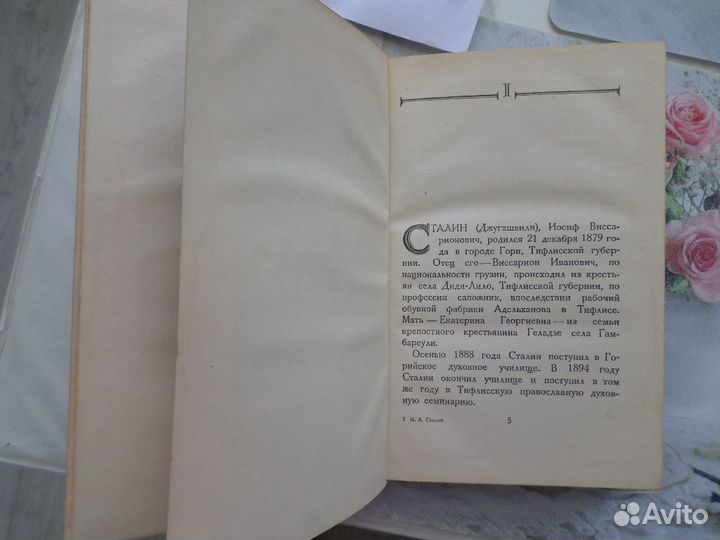 I
СТАЛИН (Джугашвили), Иосиф Висса-
рионович, родился 21 декабря 1879 го-
да в городе Гори, Тифлисской губер-
нии. Отец его — Виссарион Иванович, по
национальности грузин, происходил из кресть-
ян села Диди-Лило, Тифлисской губернии, по
профессии сапожник, впоследствии рабочий
обувной фабрики Адельханова в Тифлисе.
Мать — Екатерина Георгиевна — из семьи
крепостного крестьянина Геладзе села Гам-
бареули.
Осенью 1888 года Сталин поступил в Го-
рийское духовное училище. В 1894 году
Сталин окончил училище и поступил в том
же году в Тифлисскую православную духов-
ную семинарию.
1 И. В. Сталин
5
Avito